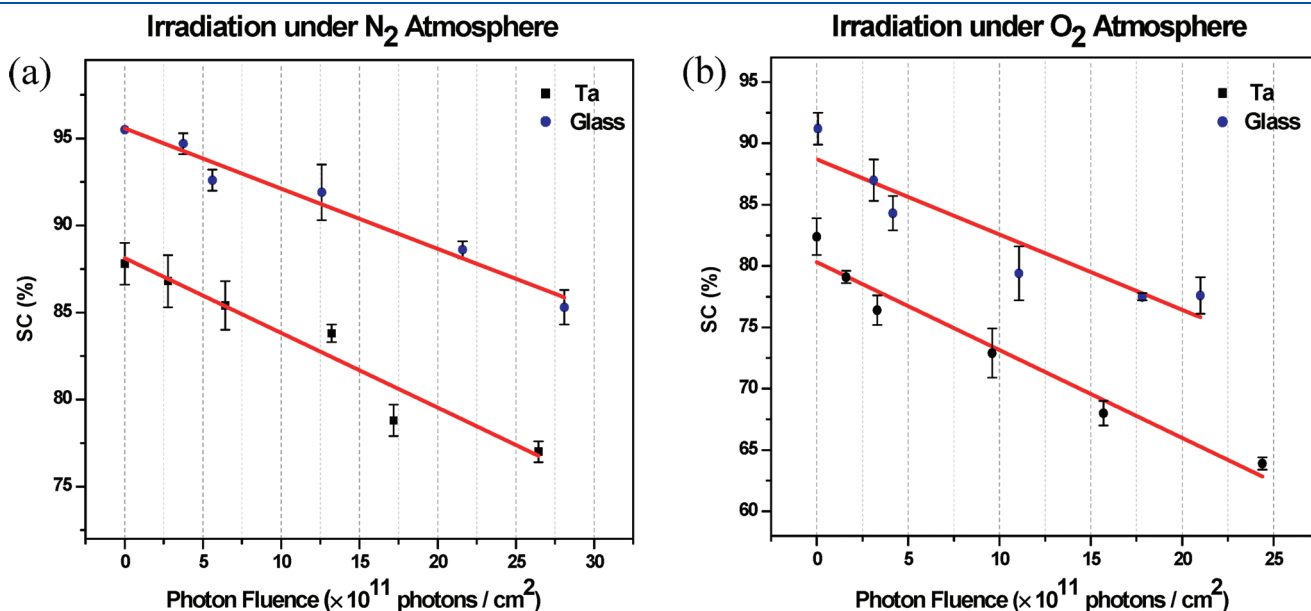 Irradiation under N2 Atmosphere
(a)
Ta
Glass
95
90
85
80
75
SC (%)
0 5 10 15 20 25 30
Photon Fluence (× 10^11 photons / cm^2)
Irradiation under O2 Atmosphere
(b)
Ta
Glass
95
90
85
80
75
70
65
60
SC (%)
0 5 10 15 20 25
Photon Fluence (× 10^11 photons / cm^2)